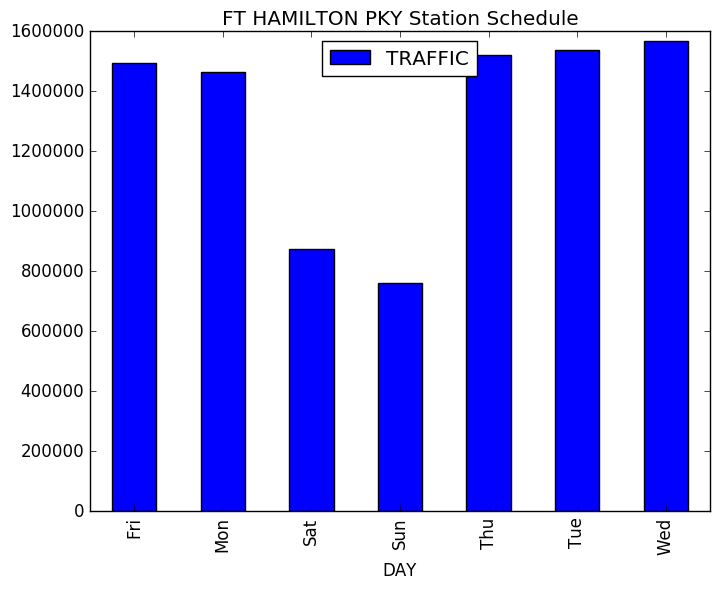 FT HAMILTON PKY Station Schedule
1600000
1400000
1200000
1000000
800000
600000
400000
200000
0
TRAFFIC
Fri
Mon
Sat
Sun
Thu
Tue
Wed
DAY